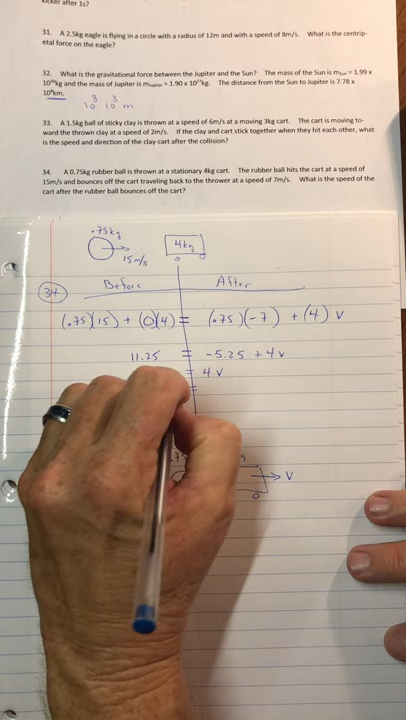 kicker after 1s?
31. A 2.5kg eagle is flying in a circle with a radius of 12m and with a speed of 8m/s. What is the centrip-
etal force on the eagle?
32. What is the gravitational force between the Jupiter and the Sun? The mass of the Sun is mₛᵤₙ = 1.99 x
10³⁰kg and the mass of Jupiter is mⱼᵤₚᵢₜₑᵣ = 1.90 x 10²⁷kg. The distance from the Sun to Jupiter is 7.78 x
10⁸km.
10⁸ 10³ m
33. A 1.5kg ball of sticky clay is thrown at a speed of 6m/s at a moving 3kg cart. The cart is moving to-
ward the thrown clay at a speed of 2m/s. If the clay and cart stick together when they hit each other, what
is the speed and direction of the clay-cart after the collision?
34. A 0.75kg rubber ball is thrown at a stationary 4kg cart. The rubber ball hits the cart at a speed of
15m/s and bounces off the cart traveling back to the thrower at a speed of 7m/s. What is the speed of the
cart after the rubber ball bounces off the cart?
.75kg
4kg
15 m/s
34 Before After
(.75)(15) + (0)(4) = (.75)(-7) + (4) v
11.25 = -5.25 + 4v
= 4 v
=
V